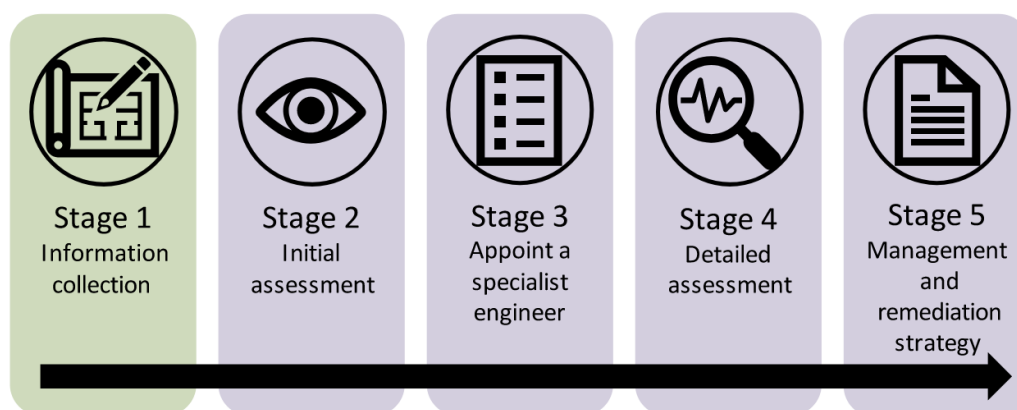 Stage 1
Information
collection
Stage 2
Initial
assessment
Stage 3
Appoint a
specialist
engineer
Stage 4
Detailed
assessment
Stage 5
Management
and
remediation
strategy